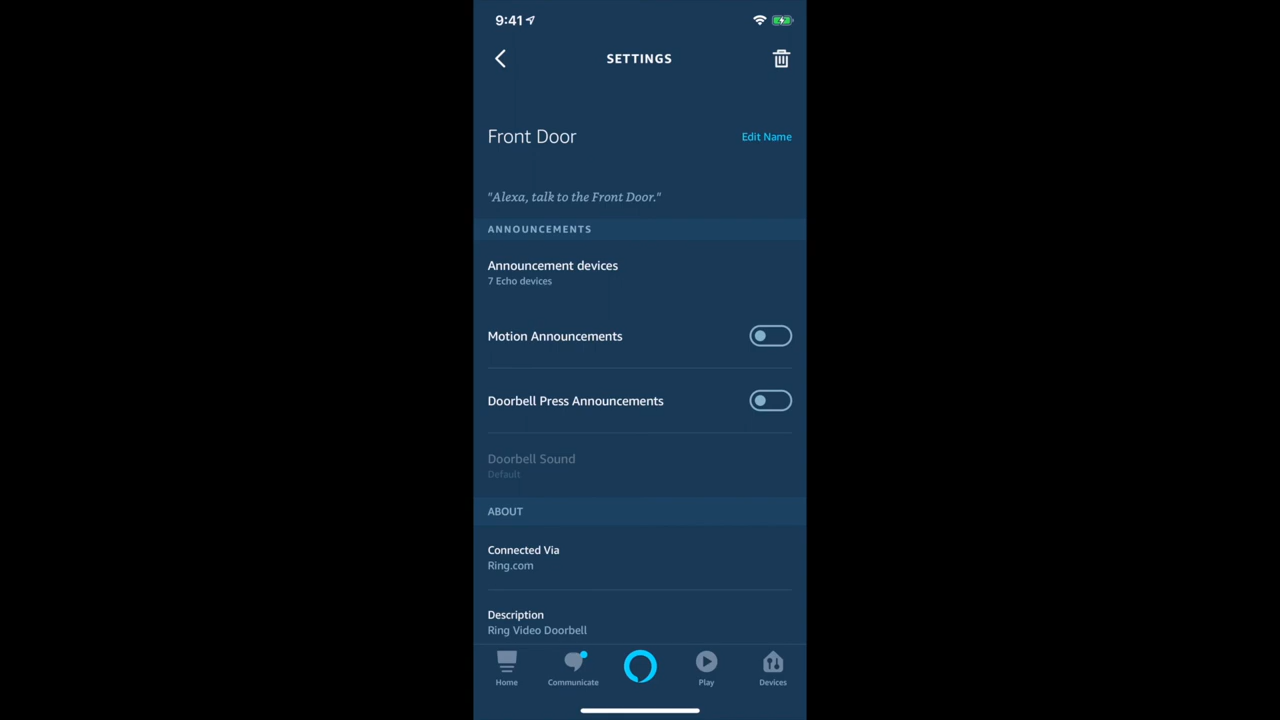 9:41
SETTINGS
Front Door
Edit Name
"Alexa, talk to the Front Door."
ANNOUNCEMENTS
Announcement devices
7 Echo devices
Motion Announcements
Doorbell Press Announcements
Doorbell Sound
Default
ABOUT
Connected Via
Ring.com
Description
Ring Video Doorbell
Home
Communicate
Play
Devices